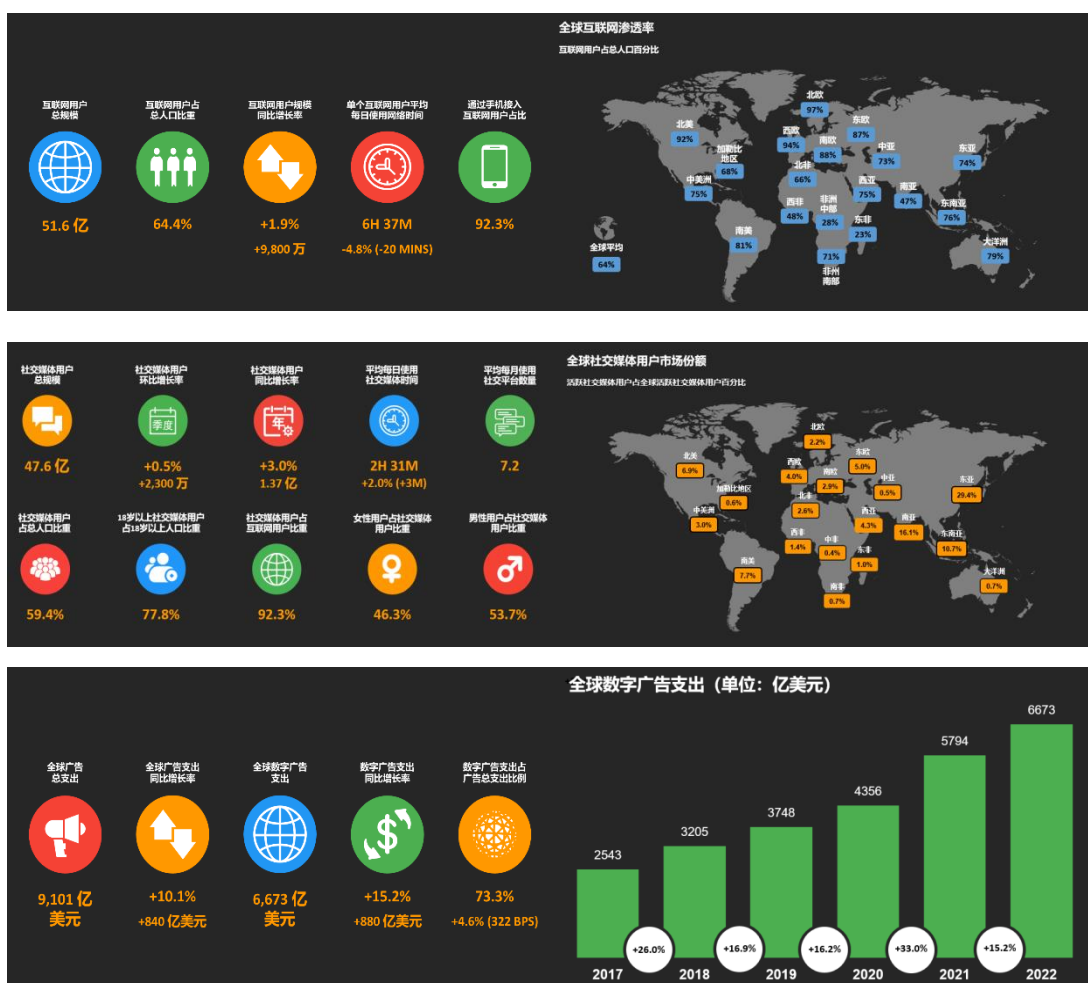 全球互联网渗透率
互联网用户占总人口百分比
互联网用户
总规模
51.6 亿
互联网用户占
总人口比重
64.4%
互联网用户规模
同比增长率
+1.9%
+9,800 万
单个互联网用户平均
每日使用网络时间
6H 37M
-4.8% (-20 MINS)
通过手机接入
互联网用户占比
92.3%
北欧
97%
东欧
87%
北美
92%
西欧
94%
南欧
88%
中亚
73%
东亚
74%
加勒比
地区
68%
北非
66%
中美洲
75%
西亚
75%
南亚
47%
西非
48%
非洲
中部
28%
东非
23%
东南亚
76%
南美
81%
71%
非州
南部
大洋洲
79%
全球平均
64%
全球社交媒体用户市场份额
活跃社交媒体用户占全球活跃社交媒体用户百分比
社交媒体用户
总规模
47.6 亿
社交媒体用户
环比增长率
季度
+0.5%
+2,300 万
社交媒体用户
同比增长率
年
+3.0%
1.37 亿
平均每日使用
社交媒体时间
2H 31M
+2.0% (+3M)
平均每月使用
社交平台数量
7.2
社交媒体用户
占总人口比重
59.4%
18岁以上社交媒体用户
占18岁以上人口比重
77.8%
社交媒体用户占
互联网用户比重
92.3%
女性用户占社交媒体
用户比重
46.3%
男性用户占社交媒体
用户比重
53.7%
北欧
2.2%
北美
6.9%
西欧
4.0%
东欧
5.0%
南欧
2.9%
中亚
0.5%
东亚
29.4%
加勒比地区
0.6%
北非
2.6%
中美洲
3.0%
西亚
4.3%
南亚
16.1%
西非
1.4%
中非
0.4%
东非
1.0%
东南亚
10.7%
南美
7.7%
南非
0.7%
大洋洲
0.7%
全球数字广告支出（单位：亿美元）
全球广告
总支出
9,101 亿
美元
全球广告支出
同比增长率
+10.1%
+840 亿美元
全球数字广告
支出
6,673 亿
美元
数字广告支出
同比增长率
$
+15.2%
+880 亿美元
数字广告支出占
广告总支出比例
73.3%
+4.6% (322 BPS)
2543
3205
3748
4356
5794
6673
+26.0%
+16.9%
+16.2%
+33.0%
+15.2%
2017
2018
2019
2020
2021
2022